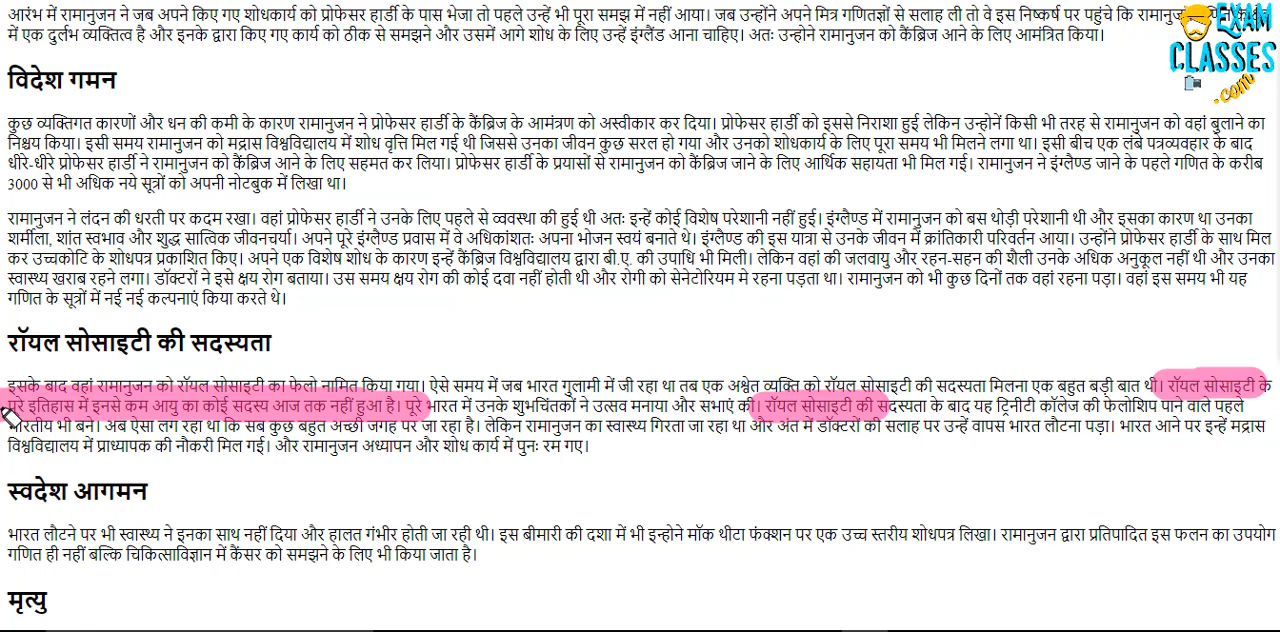 आरंभ में रामानुजन ने जब अपने किए गए शोधकार्य को प्रोफेसर हार्डी के पास भेजा तो पहले उन्हें भी पूरा समझ में नहीं आया। जब उन्होंने अपने मित्र गणितज्ञों से सलाह ली तो वे इस निष्कर्ष पर पहुंचे कि
में एक दुर्लभ व्यक्तित्व है और इनके द्वारा किए गए कार्य को ठीक से समझने और उसमें आगे शोध के लिए उन्हें इंग्लैंड आना चाहिए। अतः उन्होने रामानुजन को कैंब्रिज आने के लिए आमंत्रित किया।
EXAM
CLASSES
.com
विदेश गमन
कुछ व्यक्तिगत कारणों और धन की कमी के कारण रामानुजन ने प्रोफेसर हार्डी के कैंब्रिज के आमंत्रण को अस्वीकार कर दिया। प्रोफेसर हार्डी को इससे निराशा हुई लेकिन उन्होनें किसी भी तरह से रामानुजन को वहां बुलाने का
निश्चय किया। इसी समय रामानुजन को मद्रास विश्वविद्यालय में शोध वृत्ति मिल गई थी जिससे उनका जीवन कुछ सरल हो गया और उनको शोधकार्य के लिए पूरा समय भी मिलने लगा था। इसी बीच एक लंबे पत्रव्यवहार के बाद
धीरे-धीरे प्रोफेसर हार्डी ने रामानुजन को कैंब्रिज आने के लिए सहमत कर लिया। प्रोफेसर हार्डी के प्रयासों से रामानुजन को कैंब्रिज जाने के लिए आर्थिक सहायता भी मिल गई। रामानुजन ने इंग्लैण्ड जाने के पहले गणित के करीब
3000 से भी अधिक नये सूत्रों को अपनी नोटबुक में लिखा था।
रामानुजन ने लंदन की धरती पर कदम रखा। वहां प्रोफेसर हार्डी ने उनके लिए पहले से व्ववस्था की हुई थी अतः इन्हें कोई विशेष परेशानी नहीं हुई। इंग्लैण्ड में रामानुजन को बस थोड़ी परेशानी थी और इसका कारण था उनका
शर्मीला, शांत स्वभाव और शुद्ध सात्विक जीवनचर्या। अपने पूरे इंग्लैण्ड प्रवास में वे अधिकांशतः अपना भोजन स्वयं बनाते थे। इंग्लैण्ड की इस यात्रा से उनके जीवन में क्रांतिकारी परिवर्तन आया। उन्होंने प्रोफेसर हार्डी के साथ मिल
कर उच्चकोटि के शोधपत्र प्रकाशित किए। अपने एक विशेष शोध के कारण इन्हें कैंब्रिज विश्वविद्यालय द्वारा बी.ए. की उपाधि भी मिली। लेकिन वहां की जलवायु और रहन-सहन की शैली उनके अधिक अनुकूल नहीं थी और उनका
स्वास्थ्य खराब रहने लगा। डॉक्टरों ने इसे क्षय रोग बताया। उस समय क्षय रोग की कोई दवा नहीं होती थी और रोगी को सेनेटोरियम मे रहना पड़ता था। रामानुजन को भी कुछ दिनों तक वहां रहना पड़ा। वहां इस समय भी यह
गणित के सूत्रों में नई नई कल्पनाएं किया करते थे।
रॉयल सोसाइटी की सदस्यता
इसके बाद वहां रामानुजन को रॉयल सोसाइटी का फेलो नामित किया गया। ऐसे समय में जब भारत गुलामी में जी रहा था तब एक अश्वेत व्यक्ति को रॉयल सोसाइटी की सदस्यता मिलना एक बहुत बड़ी बात थी। रॉयल सोसाइटी के
पूरे इतिहास में इनसे कम आयु का कोई सदस्य आज तक नहीं हुआ है। पूरे भारत में उनके शुभचिंतकों ने उत्सव मनाया और सभाएं की। रॉयल सोसाइटी की सदस्यता के बाद यह ट्रिनीटी कॉलेज की फेलोशिप पाने वाले पहले
भारतीय भी बने। अब ऐसा लग रहा था कि सब कुछ बहुत अच्छी जगह पर जा रहा है। लेकिन रामानुजन का स्वास्थ्य गिरता जा रहा था और अंत में डॉक्टरों की सलाह पर उन्हें वापस भारत लौटना पड़ा। भारत आने पर इन्हें मद्रास
विश्वविद्यालय में प्राध्यापक की नौकरी मिल गई। और रामानुजन अध्यापन और शोध कार्य में पुनः रम गए।
स्वदेश आगमन
भारत लौटने पर भी स्वास्थ्य ने इनका साथ नहीं दिया और हालत गंभीर होती जा रही थी। इस बीमारी की दशा में भी इन्होने मॉक थीटा फंक्शन पर एक उच्च स्तरीय शोधपत्र लिखा। रामानुजन द्वारा प्रतिपादित इस फलन का उपयोग
गणित ही नहीं बल्कि चिकित्साविज्ञान में कैंसर को समझने के लिए भी किया जाता है।
मृत्यु